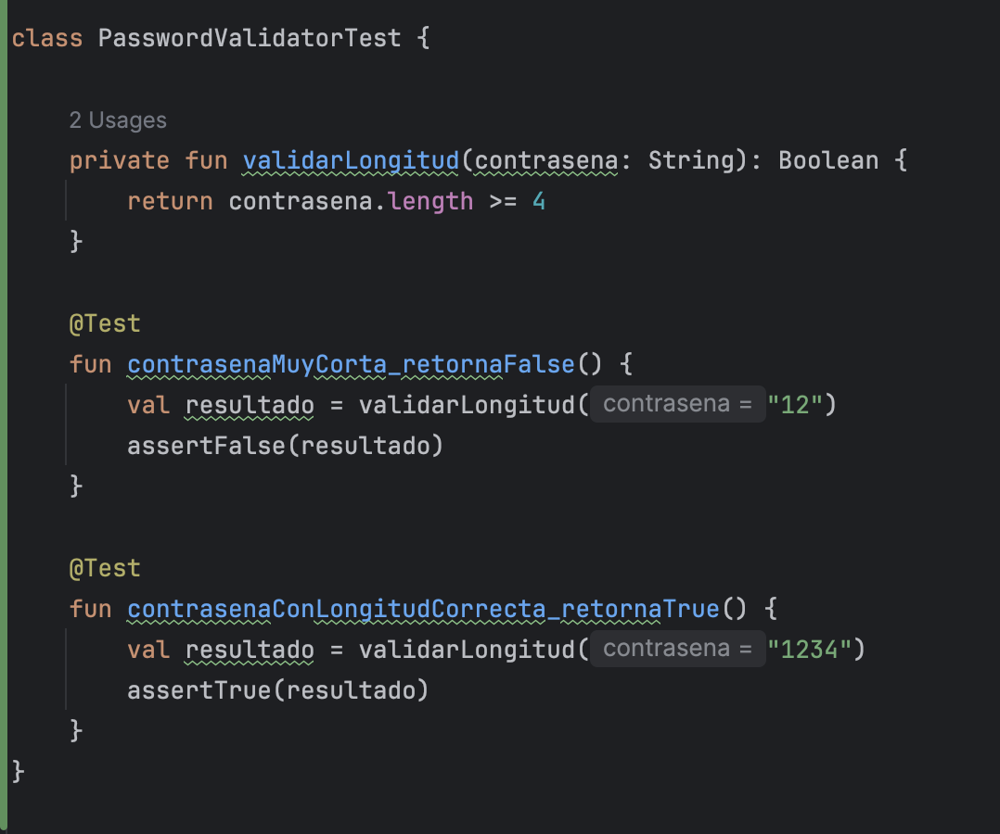 class PasswordValidatorTest {
2 Usages
private fun validarLongitud(contrasena: String): Boolean {
return contrasena.length >= 4
}
@Test
fun contrasenaMuyCorta_retornaFalse() {
val resultado = validarLongitud( contrasena = "12")
assertFalse(resultado)
}
@Test
fun contrasenaConLongitudCorrecta_retornaTrue() {
val resultado = validarLongitud( contrasena = "1234")
assertTrue(resultado)
}
}